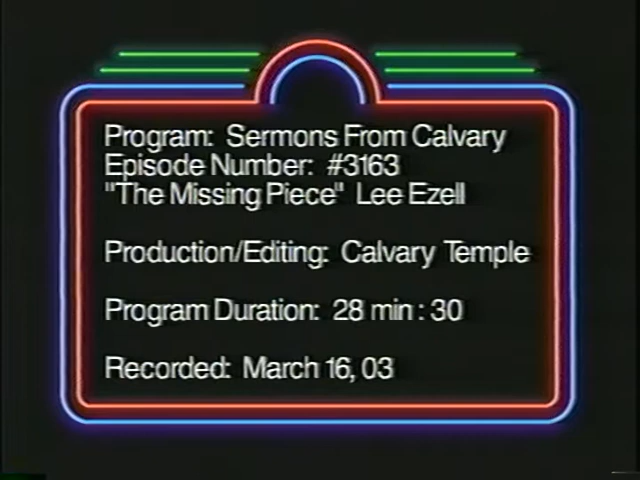 Program: Sermons From Calvary
Episode Number: #3163
"The Missing Piece" Lee Ezell
Production/Editing: Calvary Temple
Program Duration: 28 min : 30
Recorded: March 16, 03